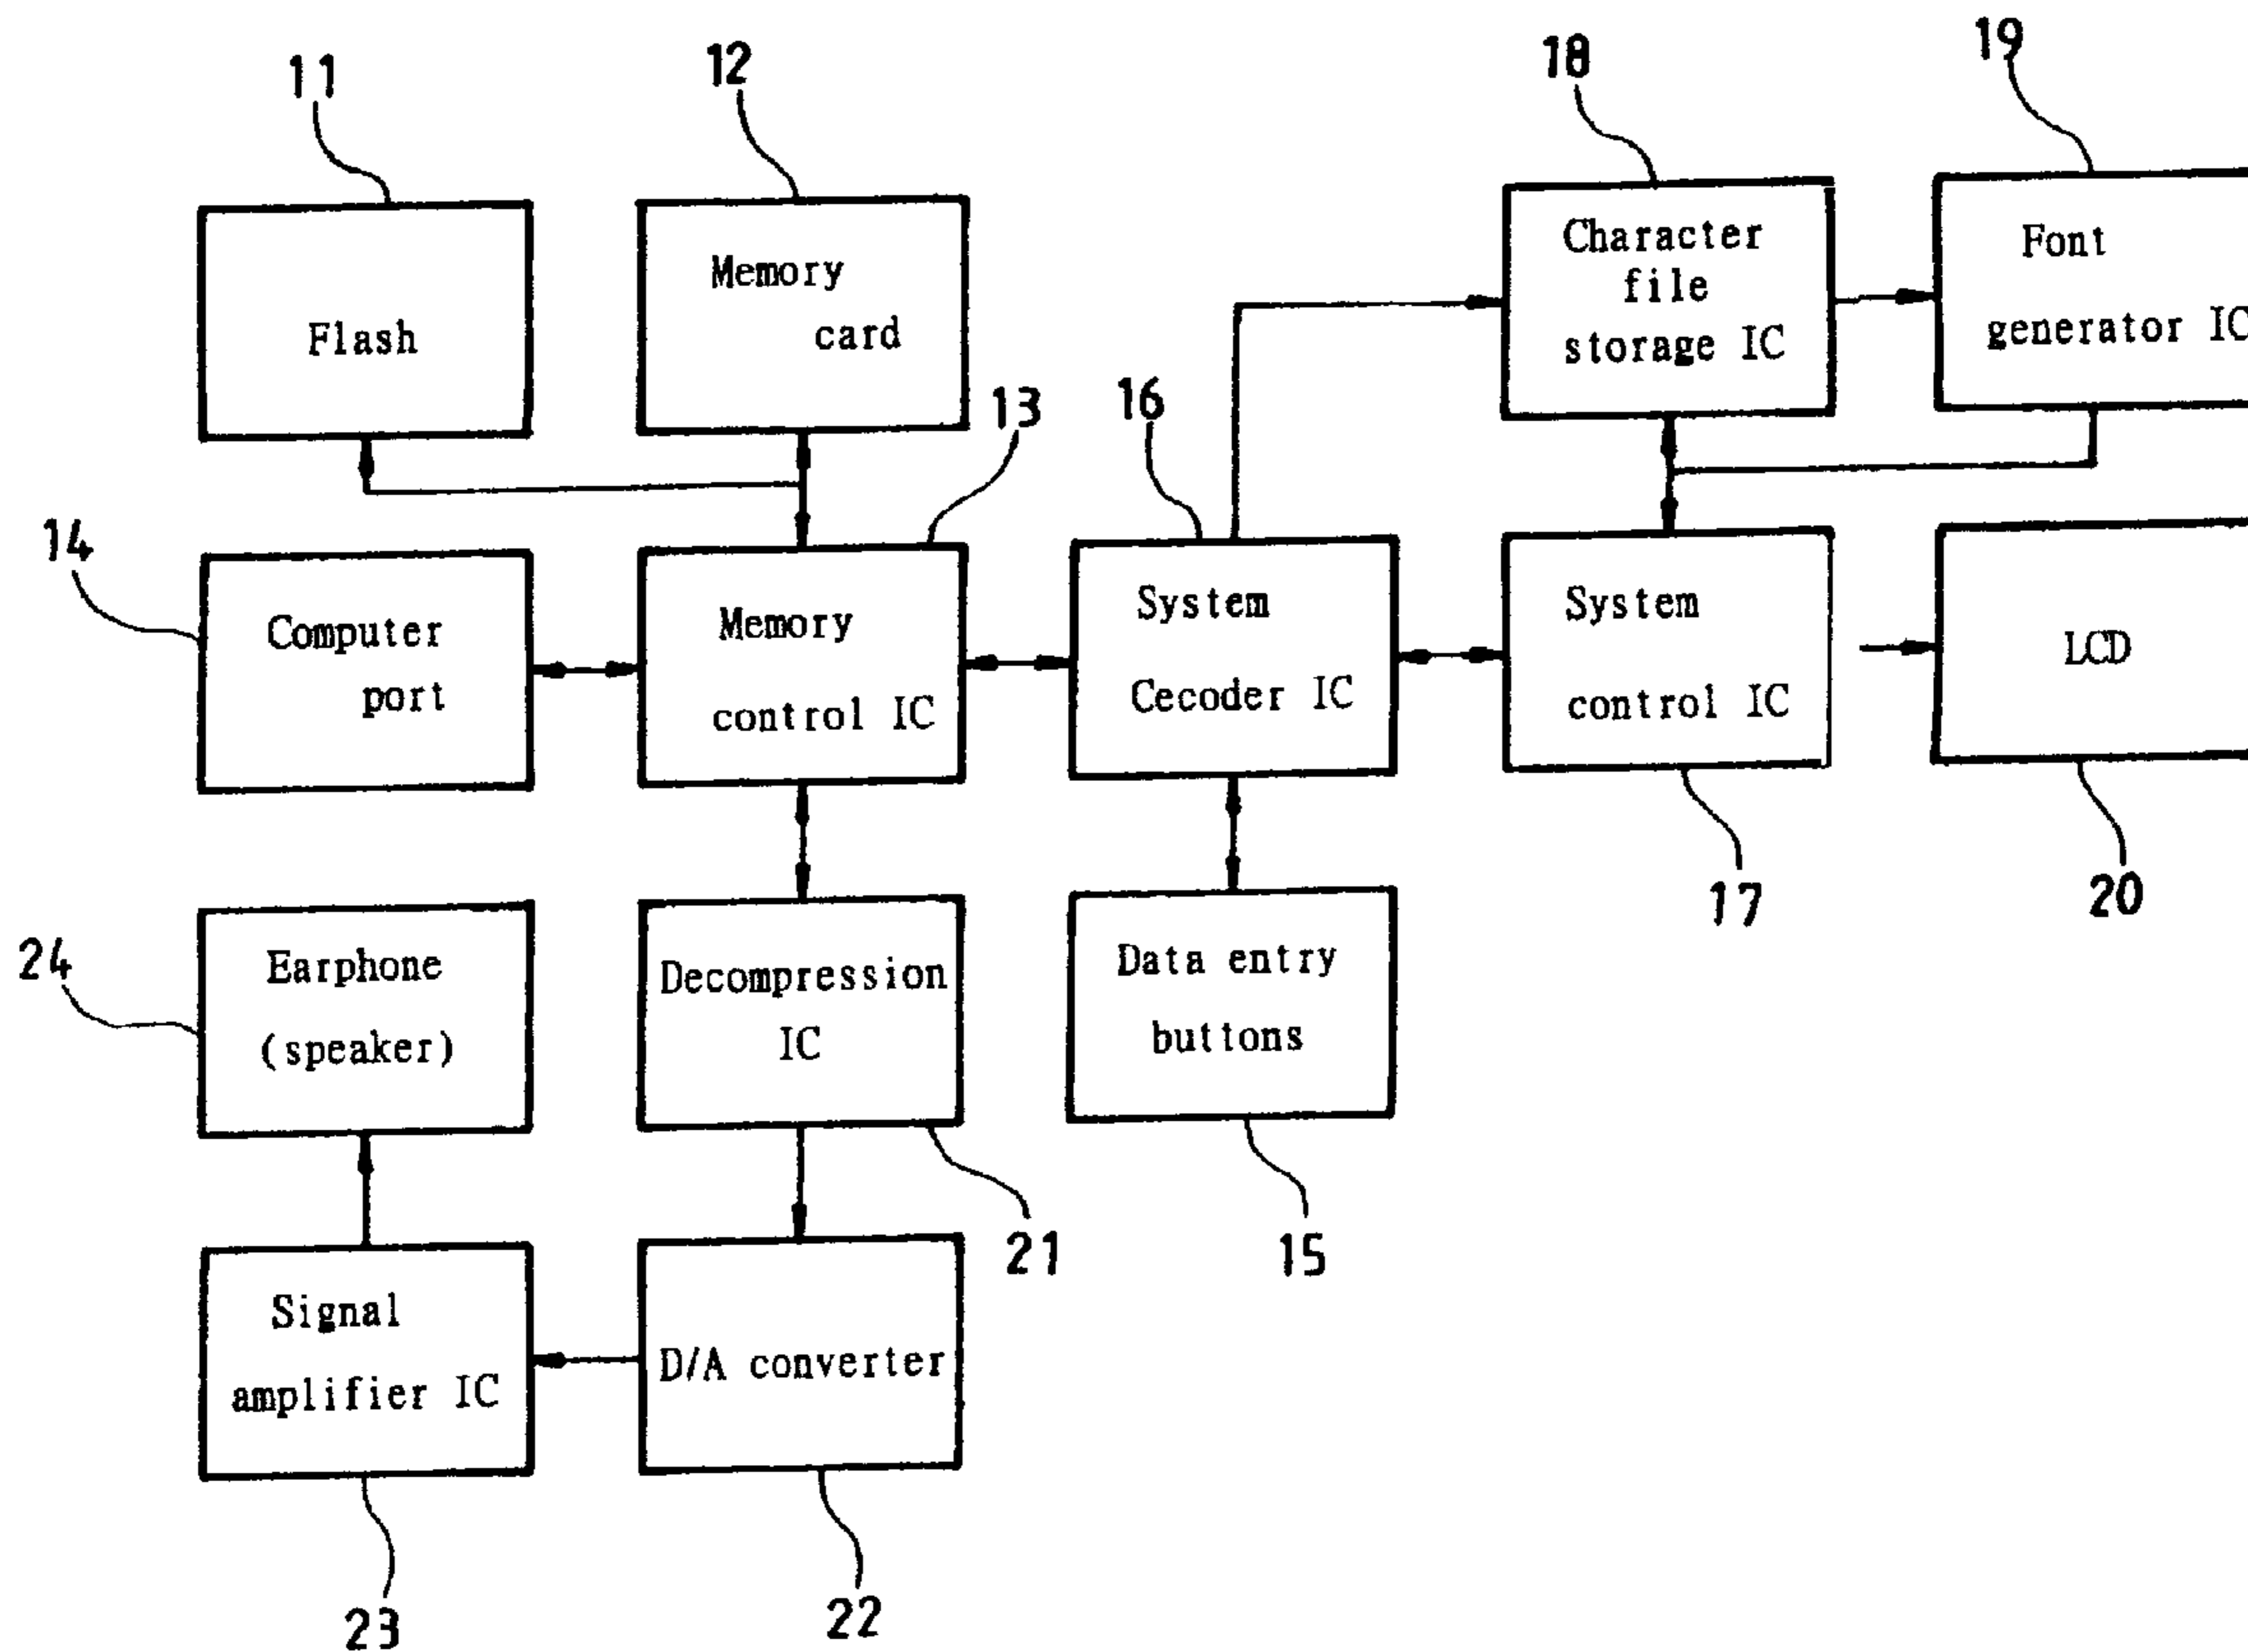 11
12
18
19
Flash
Memory
card
Character
file
storage IC
Font
generator IC
13
16
14
Computer
port
Memory
control IC
System
Cecoder IC
System
control IC
LCD
17
20
24
Earphone
(speaker)
Decompression
IC
Data entry
buttons
21
15
Signal
amplifier IC
D/A converter
23
22